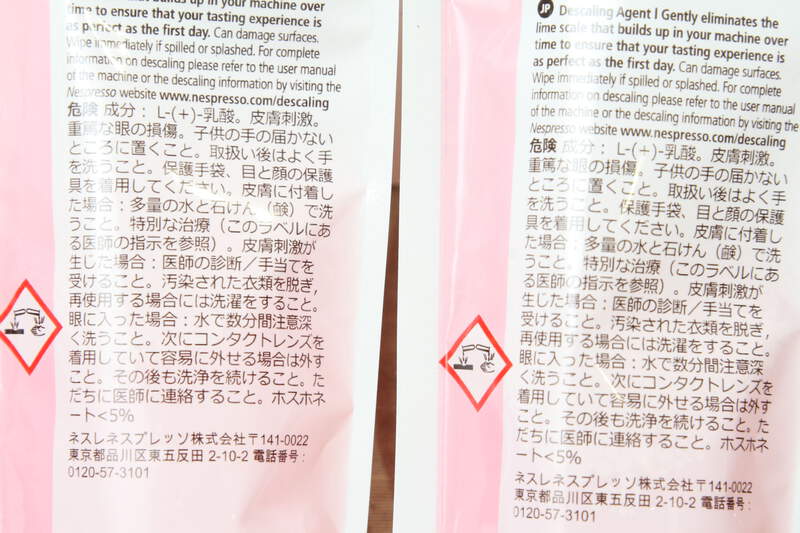 that builds up in your machine over
time to ensure that your tasting experience is
as perfect as the first day. Can damage surfaces.
Wipe immediately if spilled or splashed. For complete
information on descaling please refer to the user manual
of the machine or the descaling information by visiting the
Nespresso website www.nespresso.com/descaling
危険 成分：L-(+)-乳酸。皮膚刺激。
重篤な眼の損傷。子供の手の届かない
ところに置くこと。取扱い後はよく手
を洗うこと。保護手袋、目と顔の保護
具を着用してください。皮膚に付着し
た場合：多量の水と石けん（鹸）で洗
うこと。特別な治療（このラベルにあ
る医師の指示を参照）。皮膚刺激が
生じた場合：医師の診断／手当てを
受けること。汚染された衣類を脱ぎ，
再使用する場合には洗濯をすること。
眼に入った場合：水で数分間注意深
く洗うこと。次にコンタクトレンズを
着用していて容易に外せる場合は外す
こと。その後も洗浄を続けること。た
だちに医師に連絡すること。ホスホネ
ート<5%
ネスレネスプレッソ株式会社 〒141-0022
東京都品川区東五反田 2-10-2 電話番号：
0120-57-3101
JP Descaling Agent I Gently eliminates the
lime scale that builds up in your machine over
time to ensure that your tasting experience is
as perfect as the first day. Can damage surfaces.
Wipe immediately if spilled or splashed. For complete
information on descaling please refer to the user manual
of the machine or the descaling information by visiting the
Nespresso website www.nespresso.com/descaling
危険 成分：L-(+)-乳酸。皮膚刺激。
重篤な眼の損傷。子供の手の届かない
ところに置くこと。取扱い後はよく手
を洗うこと。保護手袋、目と顔の保護
具を着用してください。皮膚に付着し
た場合：多量の水と石けん（鹸）で洗
うこと。特別な治療（このラベルにあ
る医師の指示を参照）。皮膚刺激が
生じた場合：医師の診断／手当てを
受けること。汚染された衣類を脱ぎ，
再使用する場合には洗濯をすること。
眼に入った場合：水で数分間注意深
く洗うこと。次にコンタクトレンズを
着用していて容易に外せる場合は外す
こと。その後も洗浄を続けること。た
だちに医師に連絡すること。ホスホネ
ート<5%
ネスレネスプレッソ株式会社 〒141-0022
東京都品川区東五反田 2-10-2 電話番号：
0120-57-3101